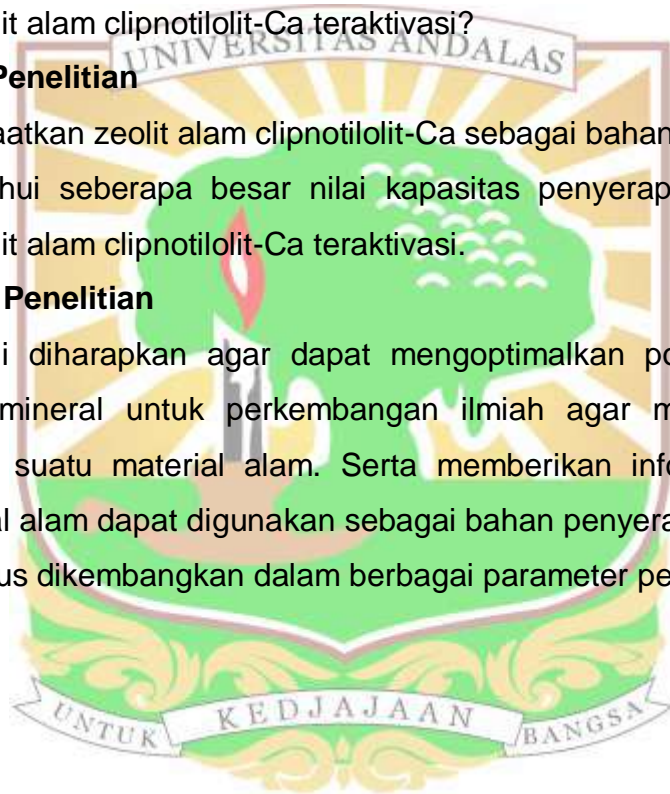 it alam clipnotilolit-Ca teraktivasi?
UNIVERSITAS ANDALAS
Penelitian
aatkan zeolit alam clipnotilolit-Ca sebagai bahan
hui seberapa besar nilai kapasitas penyerap
it alam clipnotilolit-Ca teraktivasi.
Penelitian
i diharapkan agar dapat mengoptimalkan po
mineral untuk perkembangan ilmiah agar m
suatu material alam. Serta memberikan info
al alam dapat digunakan sebagai bahan penyera
us dikembangkan dalam berbagai parameter pe
UNTUK KEDJAJAAN BANGSA